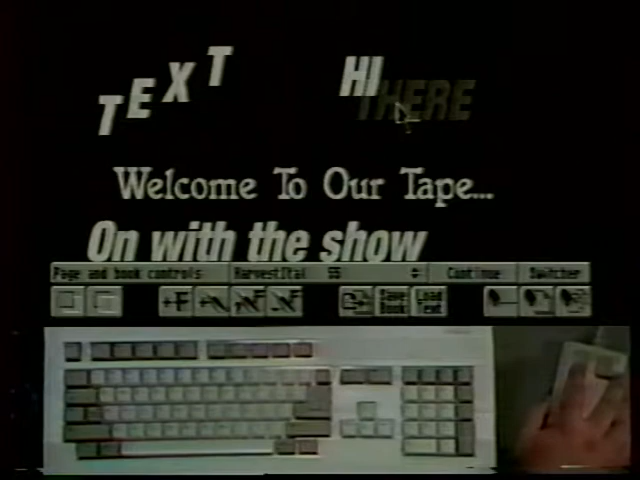 TEXT
HI
THERE
Welcome To Our Tape...
On with the show
Page and book controls HarvestItal 55 Continue Switcher
+F
Save Book
Load Text